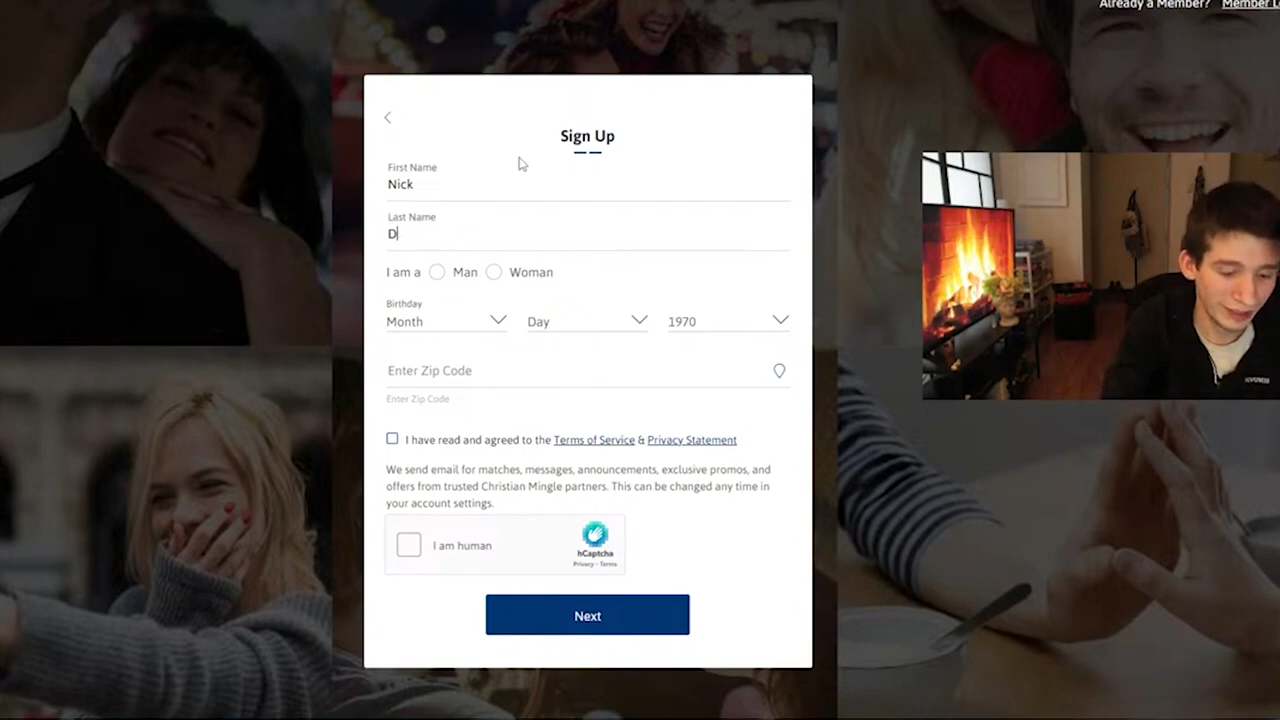 Already a Member? Member L
Sign Up
First Name
Nick
Last Name
D
I am a Man Woman
Birthday
Month Day 1970
Enter Zip Code
Enter Zip Code
I have read and agreed to the Terms of Service & Privacy Statement
We send email for matches, messages, announcements, exclusive promos, and
offers from trusted Christian Mingle partners. This can be changed any time in
your account settings.
I am human
hCaptcha
Privacy - Terms
Next